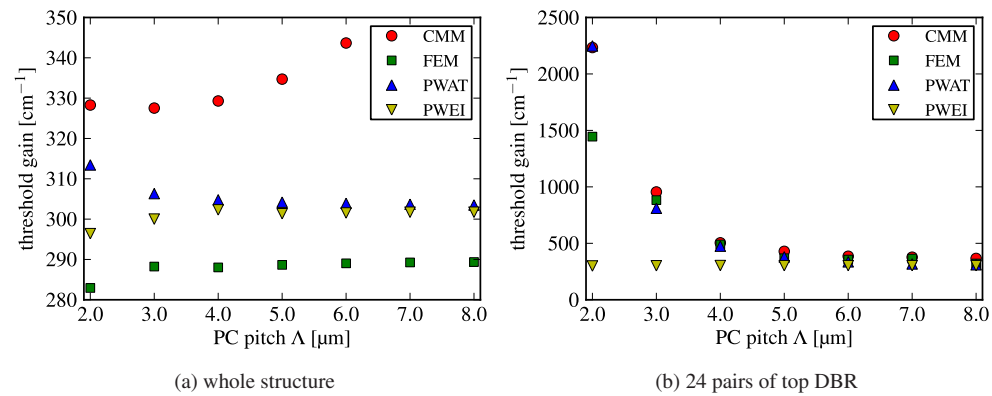 350
340
330
320
310
300
290
280
2.0 3.0 4.0 5.0 6.0 7.0 8.0
threshold gain [cm⁻¹]
PC pitch Λ [µm]
CMM
FEM
PWAT
PWEI
(a) whole structure
2500
2000
1500
1000
500
0
2.0 3.0 4.0 5.0 6.0 7.0 8.0
threshold gain [cm⁻¹]
PC pitch Λ [µm]
CMM
FEM
PWAT
PWEI
(b) 24 pairs of top DBR